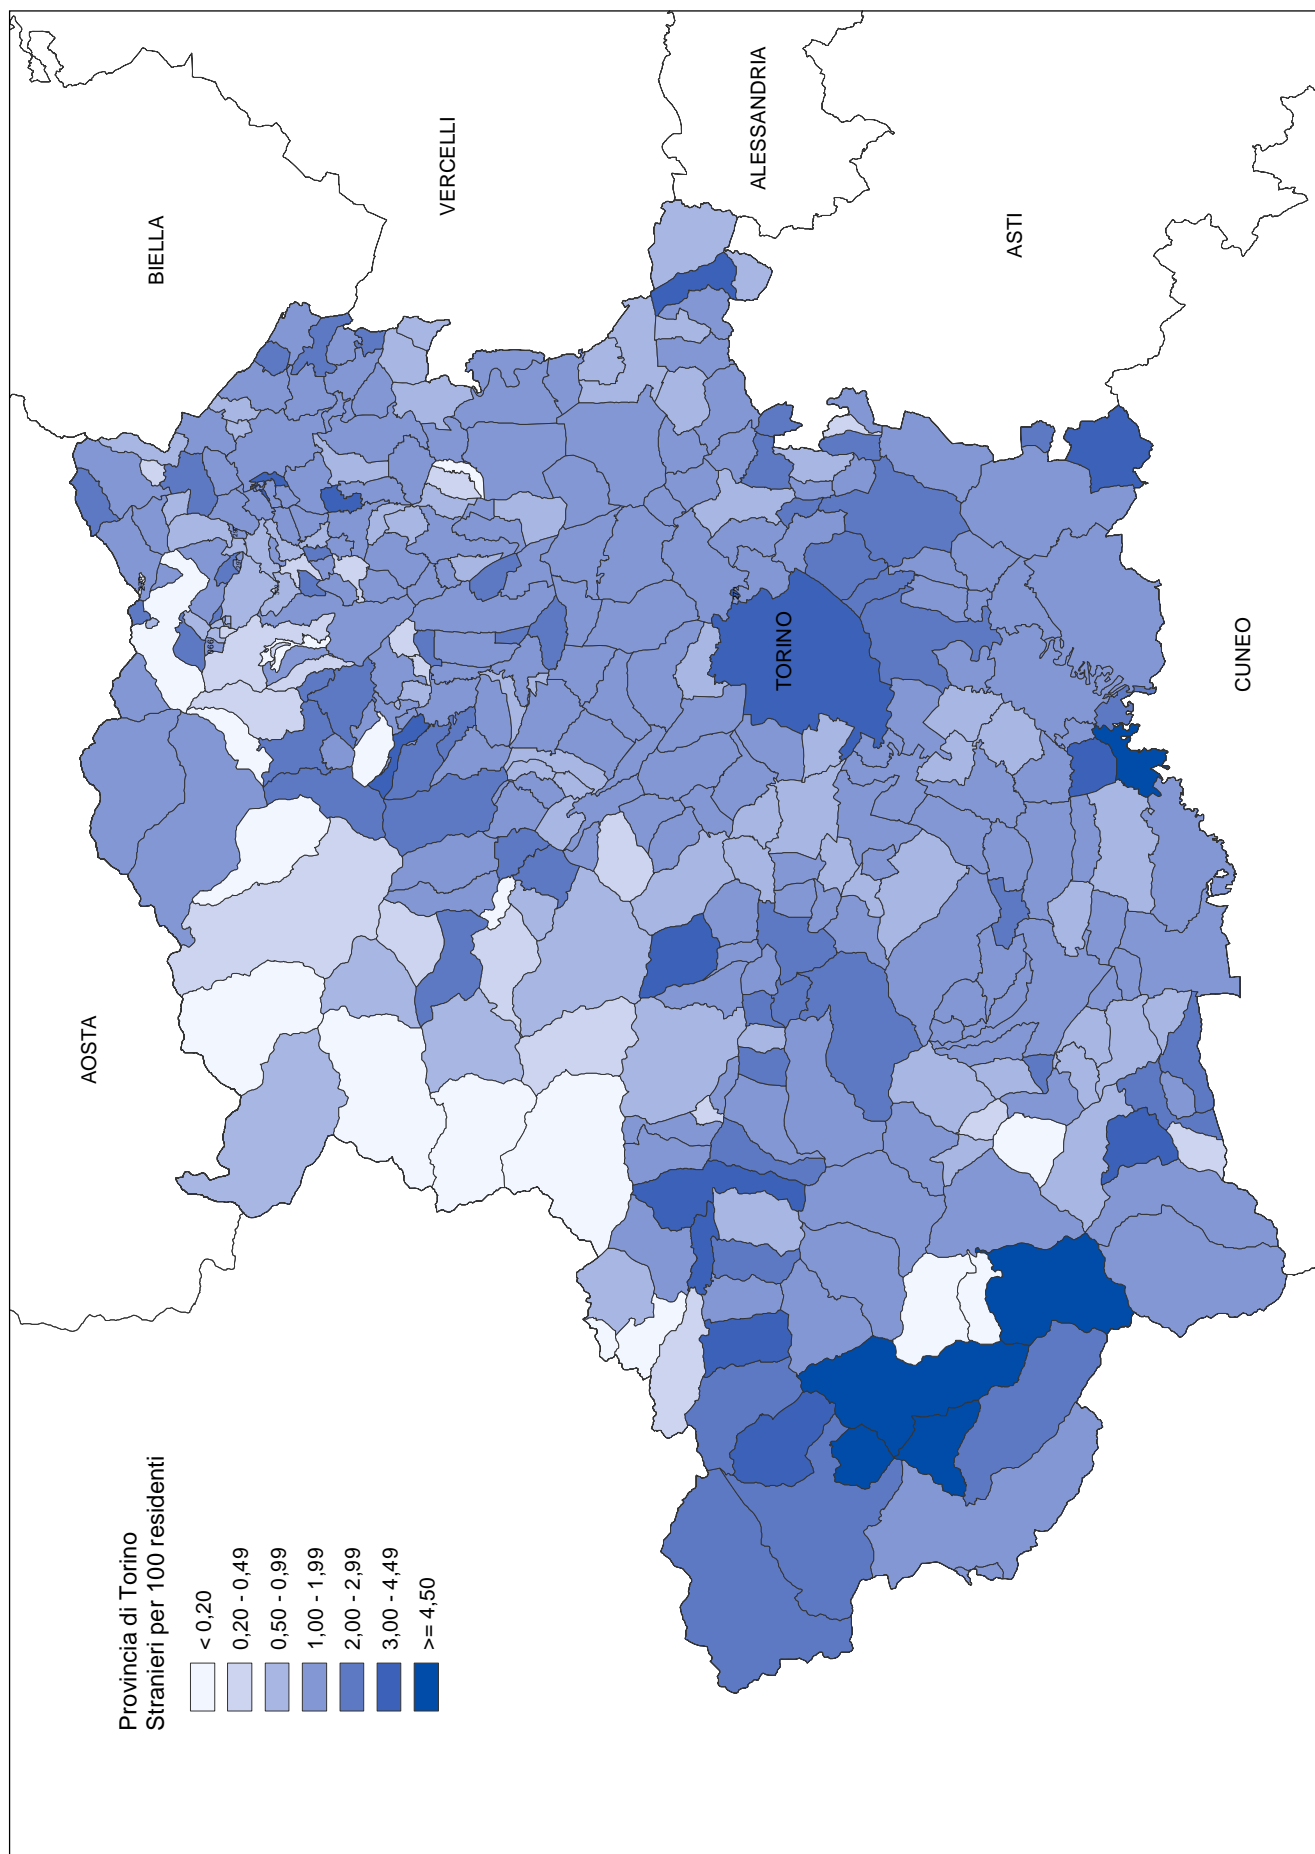 Provincia di Torino
Stranieri per 100 residenti
< 0,20
0,20 - 0,49
0,50 - 0,99
1,00 - 1,99
2,00 - 2,99
3,00 - 4,49
>= 4,50
AOSTA
BIELLA
VERCELLI
ALESSANDRIA
ASTI
TORINO
CUNEO